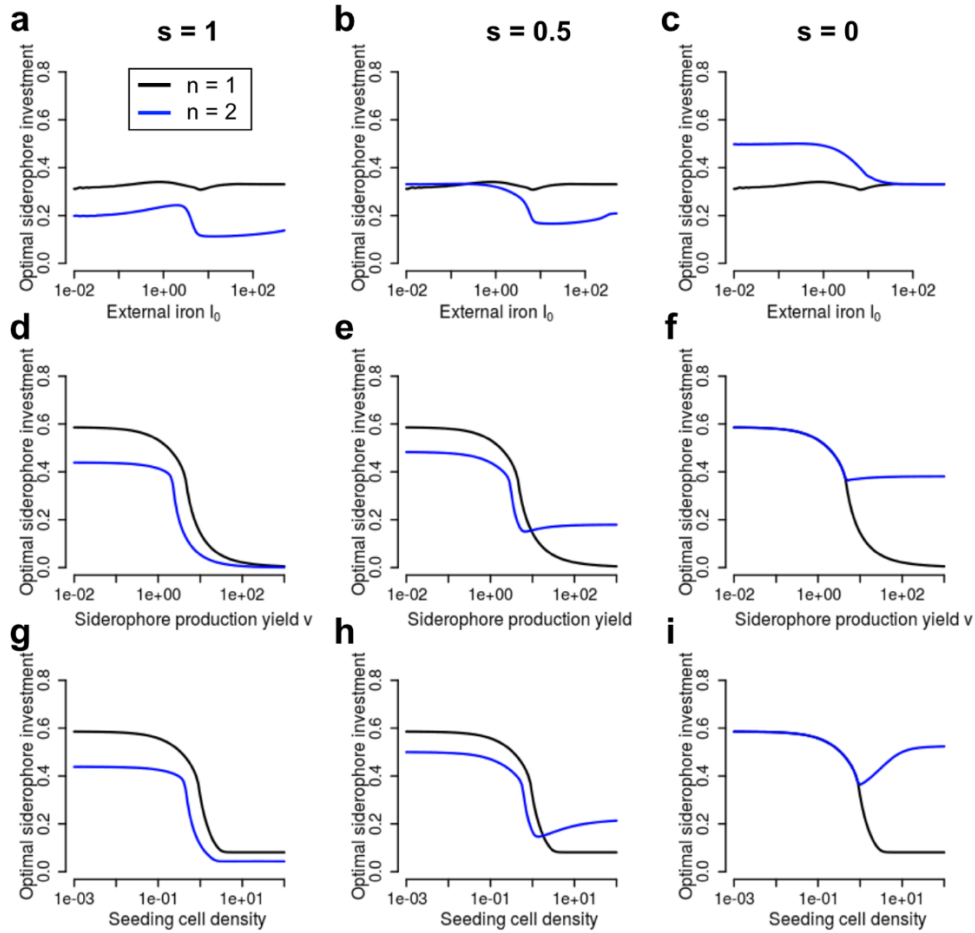 a
s = 1
b
s = 0.5
c
s = 0
n = 1
n = 2
Optimal siderophore investment
0.0 0.2 0.4 0.6 0.8
1e-02 1e+00 1e+02
External iron I₀
Optimal siderophore investment
0.0 0.2 0.4 0.6 0.8
1e-02 1e+00 1e+02
External iron I₀
Optimal siderophore investment
0.0 0.2 0.4 0.6 0.8
1e-02 1e+00 1e+02
External iron I₀
d
Optimal siderophore investment
0.0 0.2 0.4 0.6 0.8
1e-02 1e+00 1e+02
Siderophore production yield v
e
Optimal siderophore investment
0.0 0.2 0.4 0.6 0.8
1e-02 1e+00 1e+02
Siderophore production yield
f
Optimal siderophore investment
0.0 0.2 0.4 0.6 0.8
1e-02 1e+00 1e+02
Siderophore production yield v
g
Optimal siderophore investment
0.0 0.2 0.4 0.6 0.8
1e-03 1e-01 1e+01
Seeding cell density
h
Optimal siderophore investment
0.0 0.2 0.4 0.6 0.8
1e-03 1e-01 1e+01
Seeding cell density
i
Optimal siderophore investment
0.0 0.2 0.4 0.6 0.8
1e-03 1e-01 1e+01
Seeding cell density